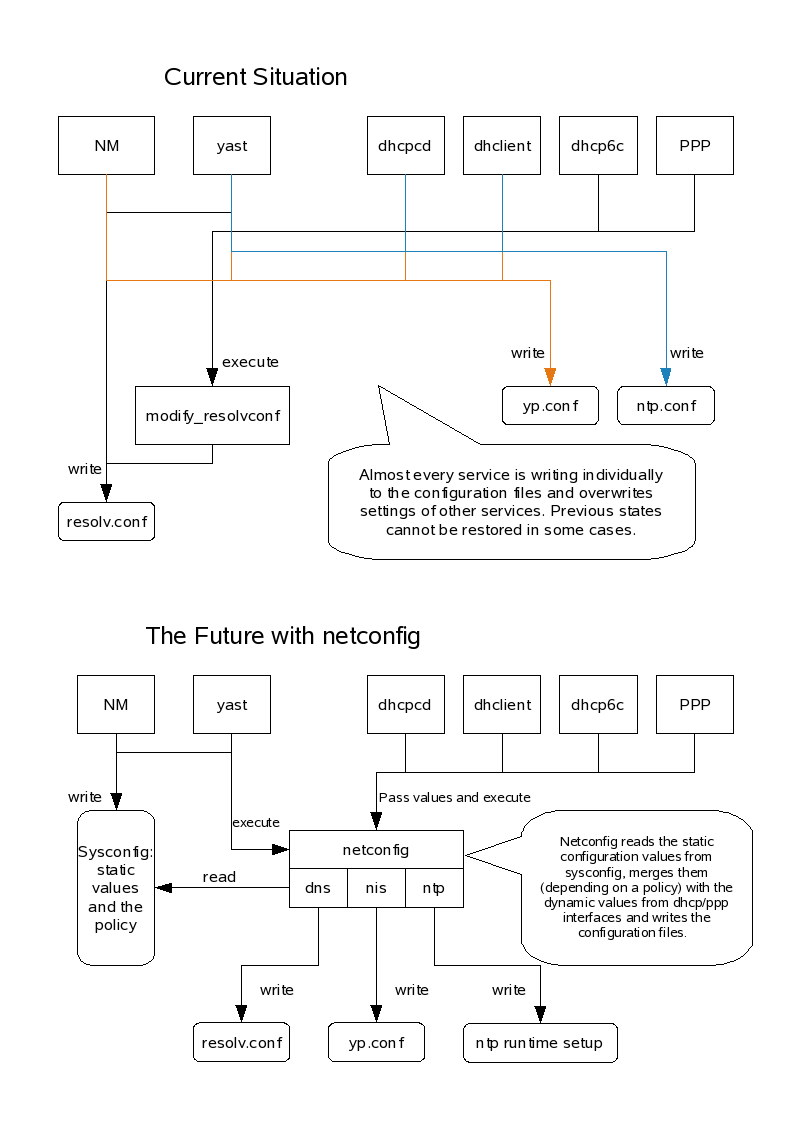 Current Situation
NM
yast
dhcpcd
dhclient
dhcp6c
PPP
write
write
execute
modify_resolvconf
yp.conf
ntp.conf
write
resolv.conf
Almost every service is writing individually
to the configuration files and overwrites
settings of other services. Previous states
cannot be restored in some cases.
The Future with netconfig
NM
yast
dhcpcd
dhclient
dhcp6c
PPP
write
Pass values and execute
execute
netconfig
dns
nis
ntp
read
Sysconfig:
static
values
and the
policy
Netconfig reads the static
configuration values from
sysconfig, merges them
(depending on a policy) with the
dynamic values from dhcp/ppp
interfaces and writes the
configuration files.
write
write
write
resolv.conf
yp.conf
ntp runtime setup